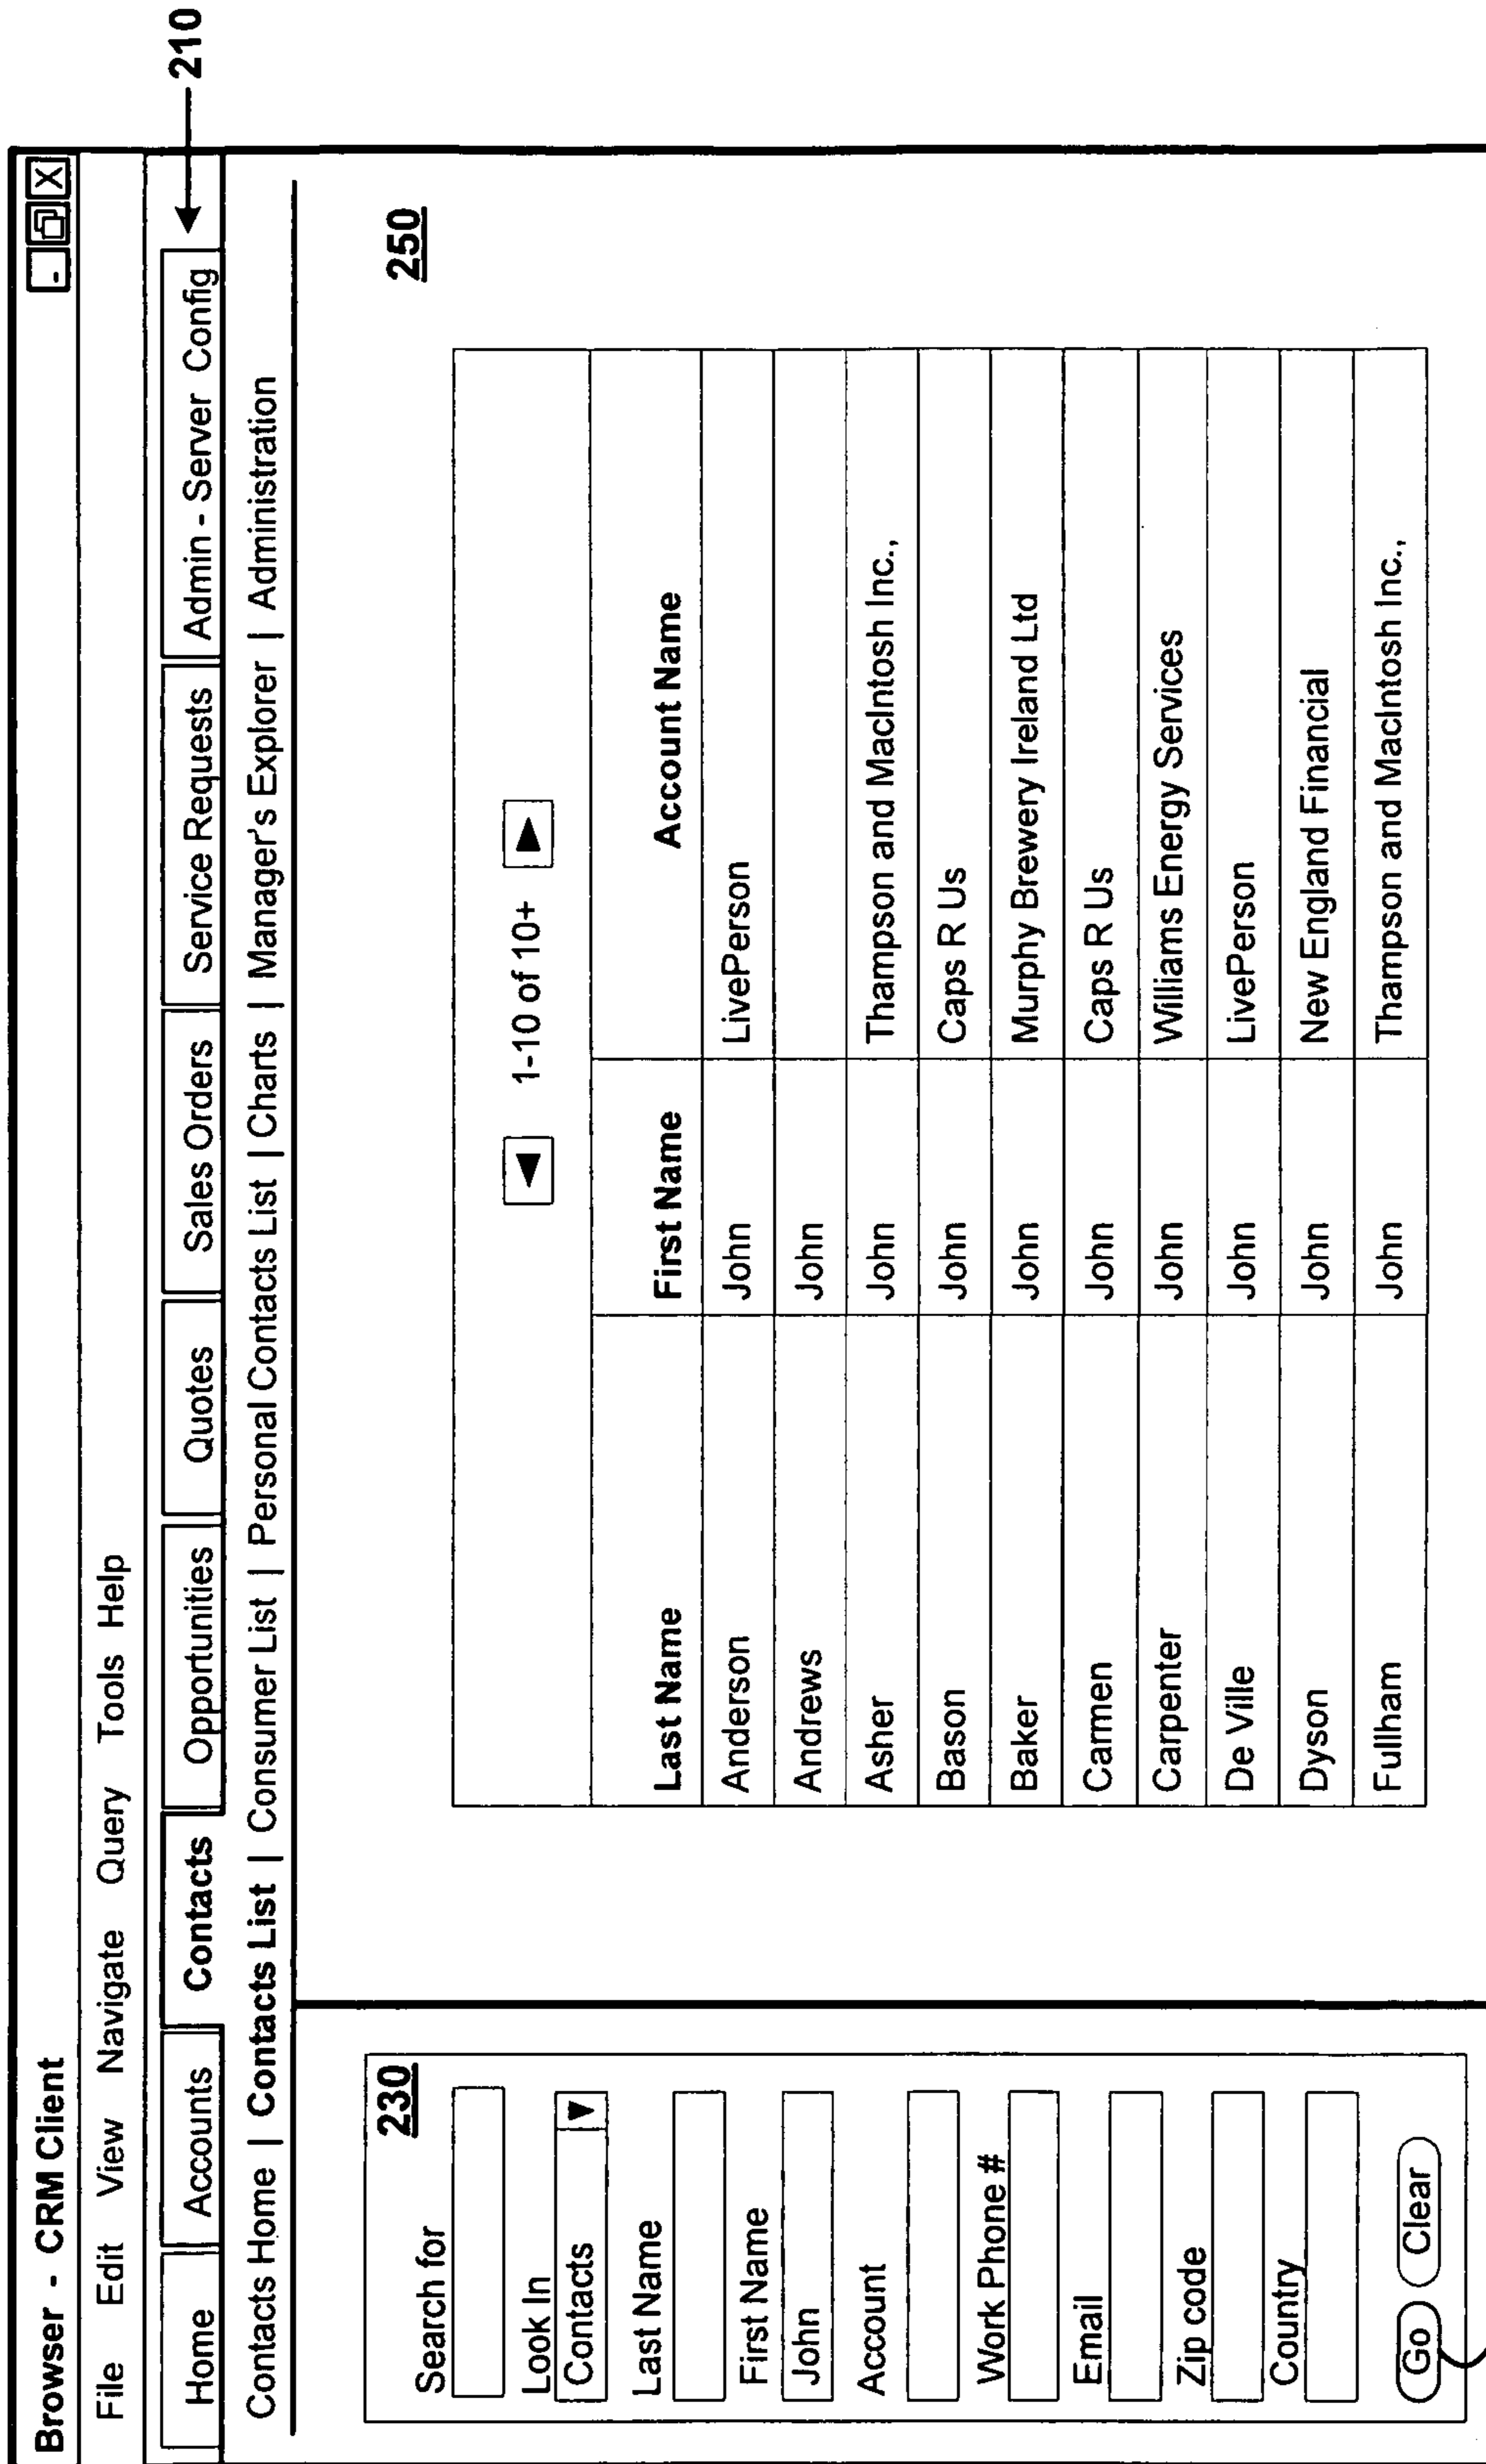 Browser - CRM Client
File Edit View Navigate Query Tools Help
Home Accounts Contacts Opportunities Quotes Sales Orders Service Requests Admin - Server Config 210
Contacts Home | Contacts List | Consumer List | Personal Contacts List | Charts | Manager's Explorer | Administration
230
Search for
Look In
Contacts
Last Name
First Name
John
Account
Work Phone #
Email
Zip code
Country
Go Clear
250
1-10 of 10+
Last Name First Name Account Name
Anderson John LivePerson
Andrews John
Asher John Thampson and MacIntosh Inc.,
Bason John Caps R Us
Baker John Murphy Brewery Ireland Ltd
Carmen John Caps R Us
Carpenter John Williams Energy Services
De Ville John LivePerson
Dyson John New England Financial
Fullham John Thampson and MacIntosh Inc.,